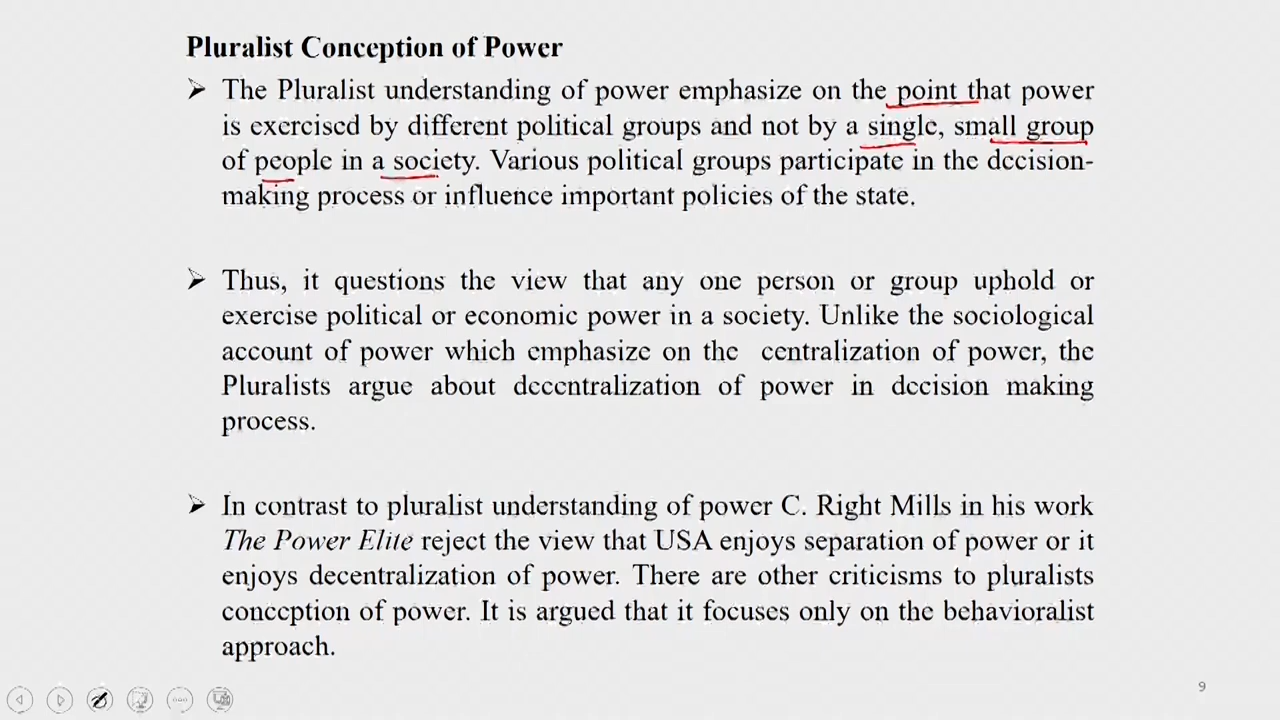 Pluralist Conception of Power
➢ The Pluralist understanding of power emphasize on the point that power
is exercised by different political groups and not by a single, small group
of people in a society. Various political groups participate in the decision-
making process or influence important policies of the state.
➢ Thus, it questions the view that any one person or group uphold or
exercise political or economic power in a society. Unlike the sociological
account of power which emphasize on the centralization of power, the
Pluralists argue about decentralization of power in decision making
process.
➢ In contrast to pluralist understanding of power C. Right Mills in his work
The Power Elite reject the view that USA enjoys separation of power or it
enjoys decentralization of power. There are other criticisms to pluralists
conception of power. It is argued that it focuses only on the behavioralist
approach.
9